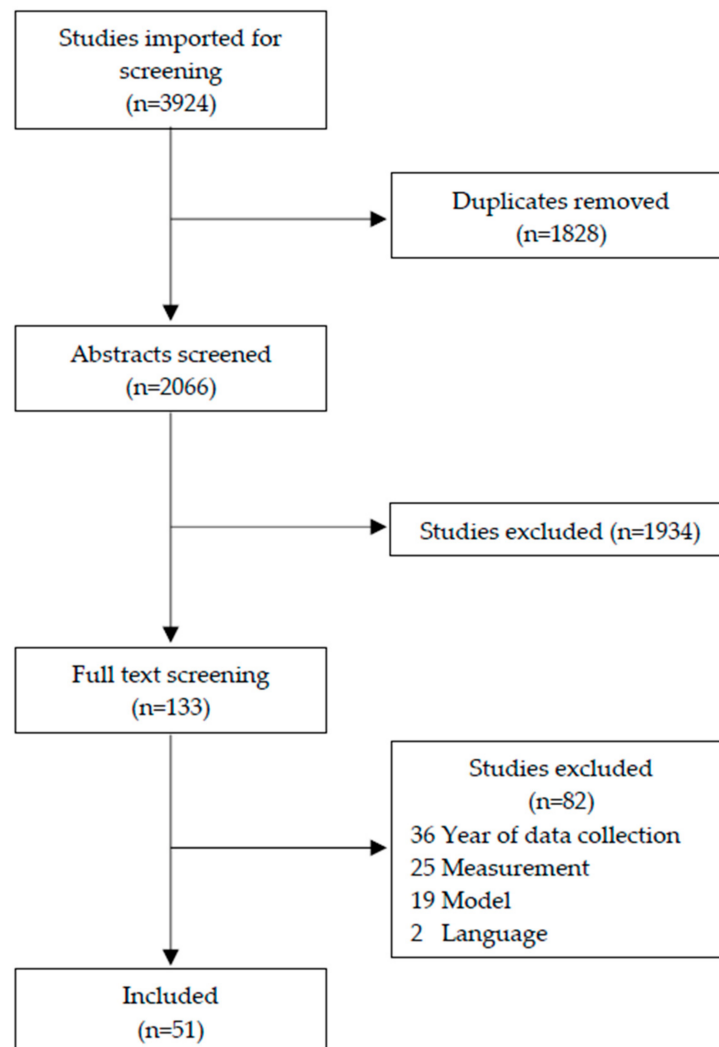 Studies imported for
screening
(n=3924)
Duplicates removed
(n=1828)
Abstracts screened
(n=2066)
Studies excluded (n=1934)
Full text screening
(n=133)
Studies excluded
(n=82)
36 Year of data collection
25 Measurement
19 Model
2 Language
Included
(n=51)